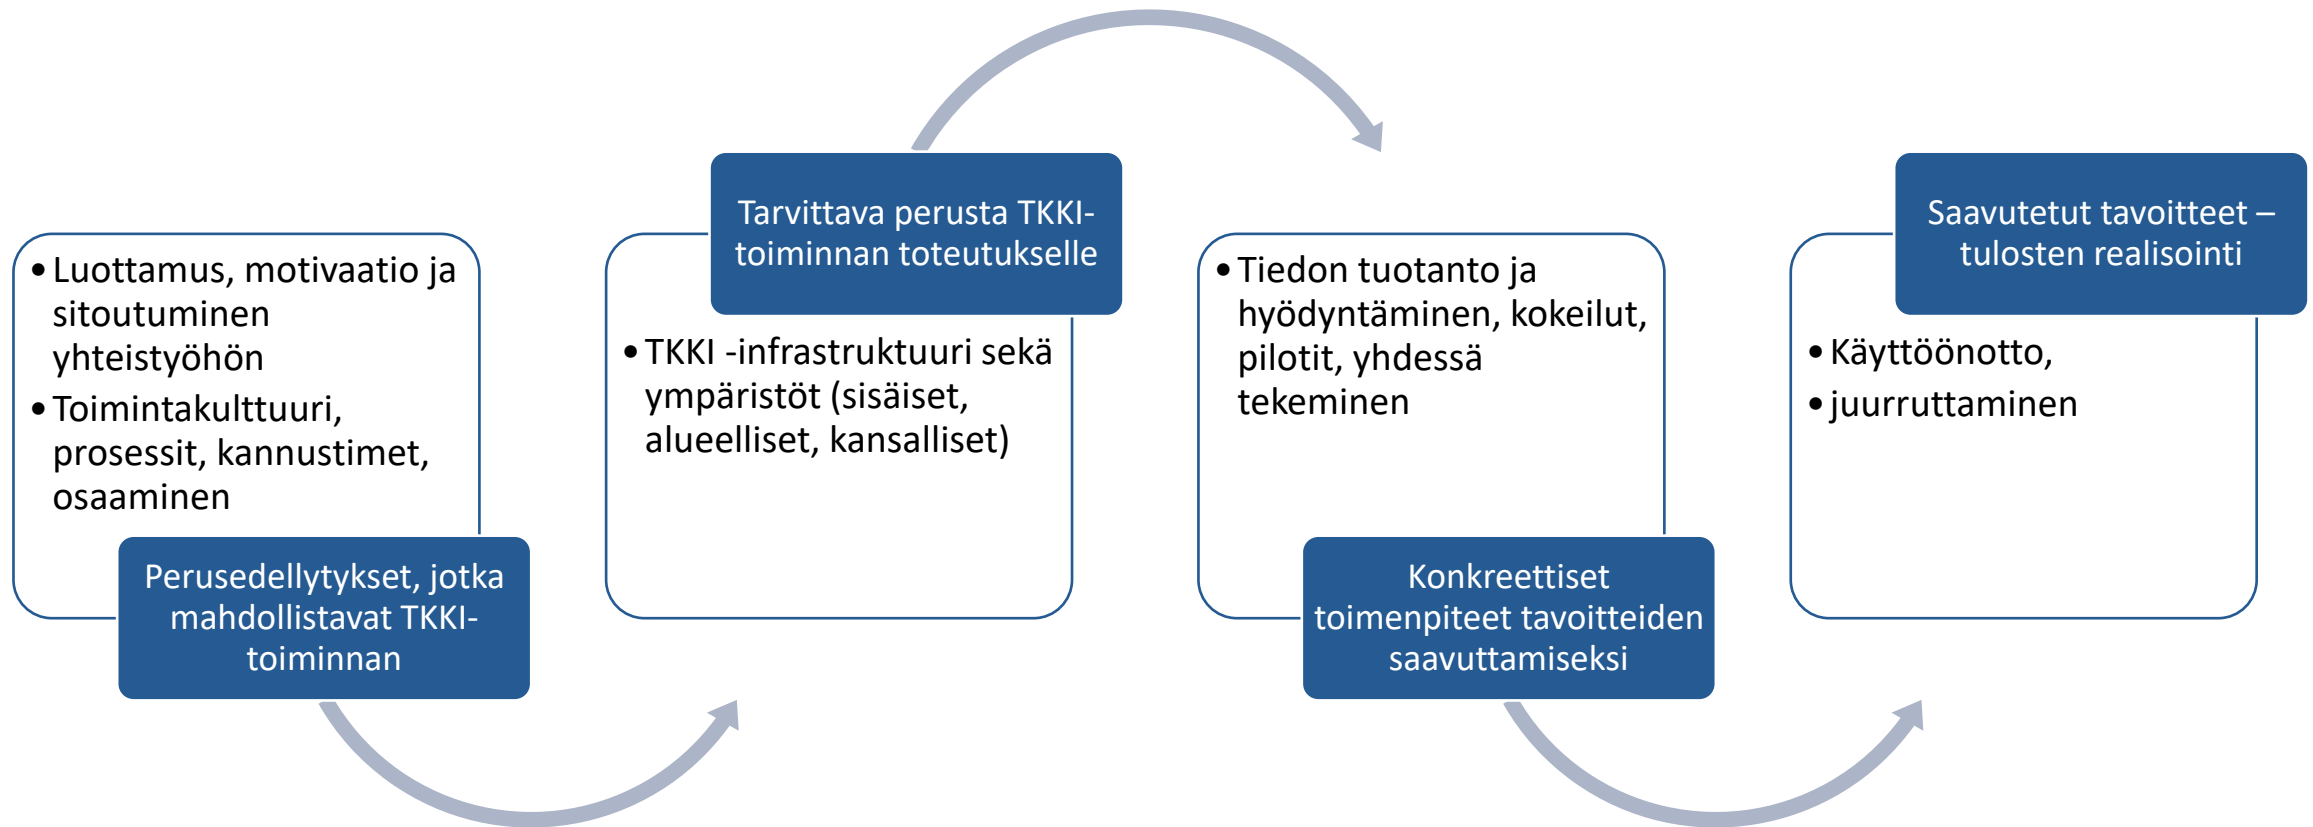 • Luottamus, motivaatio ja
sitoutuminen
yhteistyöhön
• Toimintakulttuuri,
prosessit, kannustimet,
osaaminen
Perusedellytykset, jotka
mahdollistavat TKKI-
toiminnan
Tarvittava perusta TKKI-
toiminnan toteutukselle
• TKKI -infrastruktuuri sekä
ympäristöt (sisäiset,
alueelliset, kansalliset)
• Tiedon tuotanto ja
hyödyntäminen, kokeilut,
pilotit, yhdessä
tekeminen
Konkreettiset
toimenpiteet tavoitteiden
saavuttamiseksi
Saavutetut tavoitteet –
tulosten realisointi
• Käyttöönotto,
• juurruttaminen